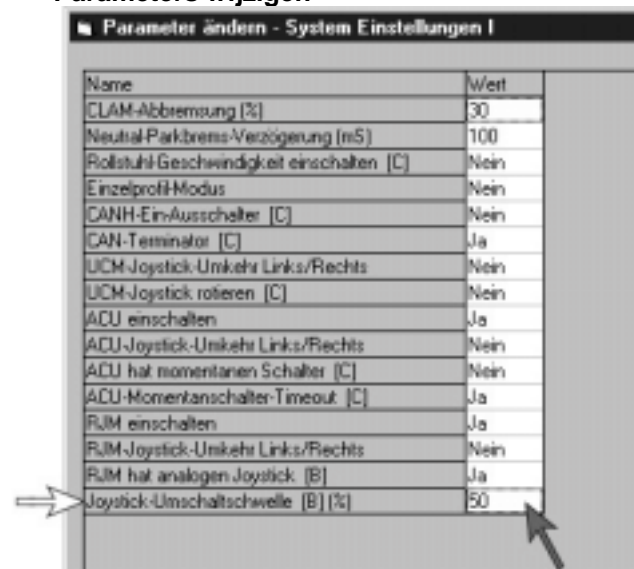 Parameter ändern - System Einstellungen I
Name Wert
CLAM-Abbremsung (%) 30
Neutral-Parkbrems-Verzögerung (mS) 100
Rollstuhl-Geschwindigkeit einschalten [C] Nein
Einzelprofil-Modus Nein
CANH-Ein-Ausschalter [C] Nein
CAN-Terminator [C] Ja
UCM-Joystick-Umkehr Links/Rechts Nein
UCM-Joystick rotieren [C] Nein
ACU einschalten Ja
ACU-Joystick-Umkehr Links/Rechts Nein
ACU hat momentanen Schalter [C] Nein
ACU-Momentanschalter-Timeout [C] Ja
RJM einschalten Ja
RJM-Joystick-Umkehr Links/Rechts Nein
RJM hat analogen Joystick [B] Ja
Joystick-Umschaltschwelle [B] (%) 50